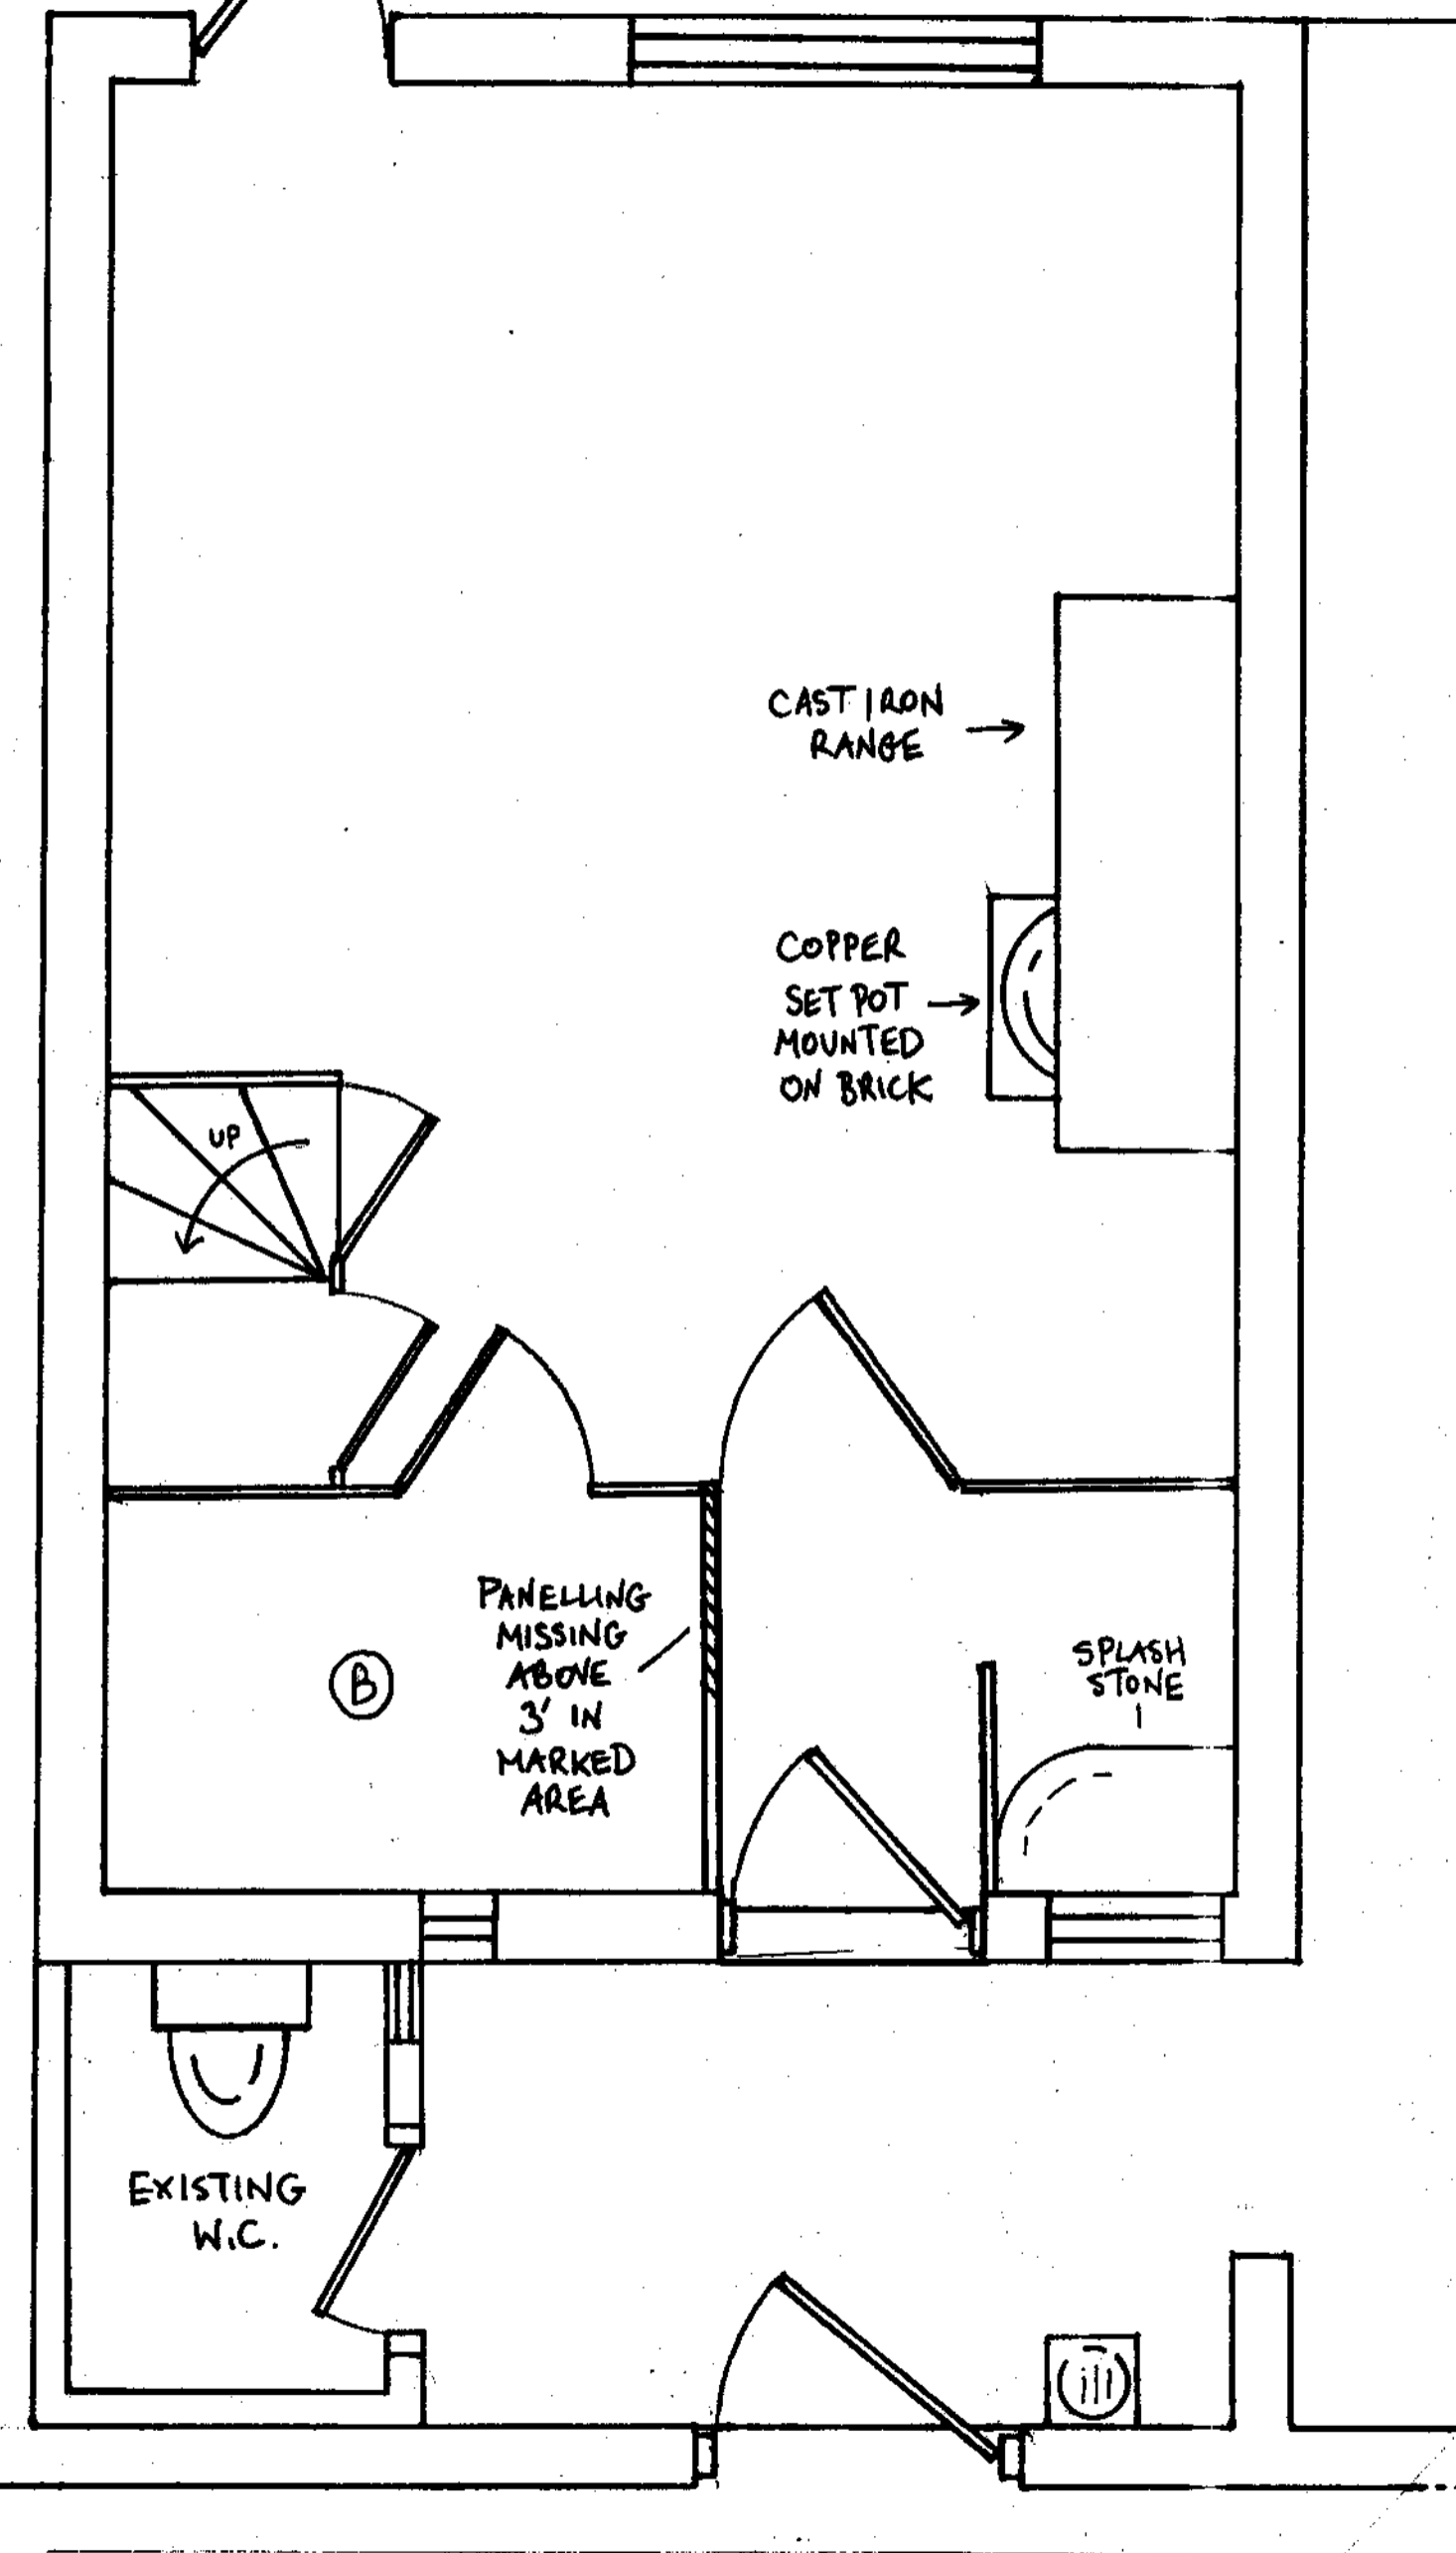 CAST IRON
RANGE
COPPER
SET POT
MOUNTED
ON BRICK
UP
PANELLING
MISSING
ABOVE
3' IN
MARKED
AREA
B
SPLASH
STONE
EXISTING
W.C.